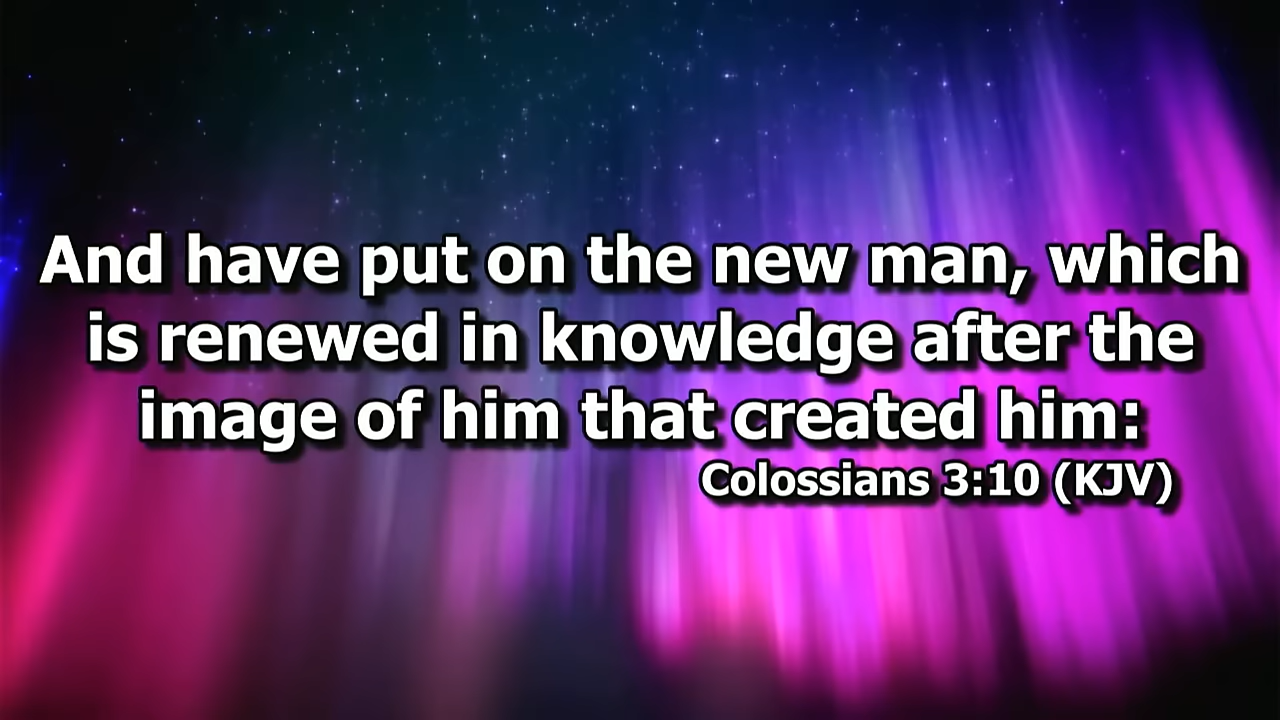 And have put on the new man, which
is renewed in knowledge after the
image of him that created him:
Colossians 3:10 (KJV)